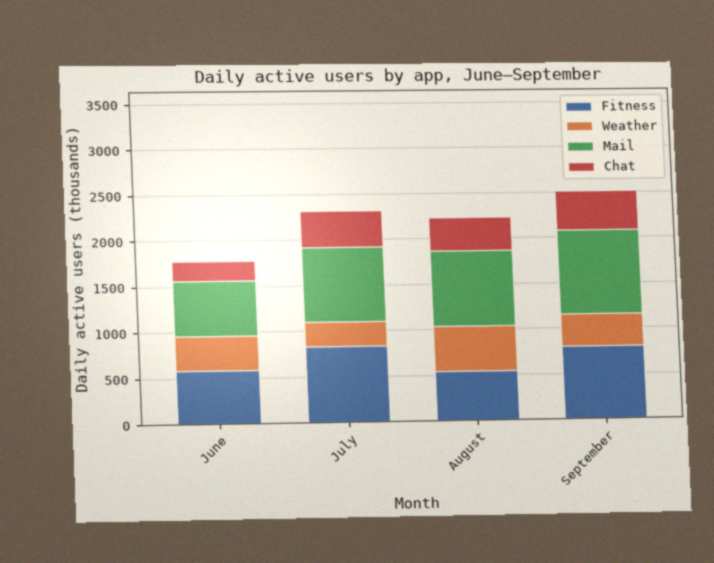 Daily active users by app, June–September
3500
3000
2500
2000
1500
1000
500
0
Daily active users (thousands)
Fitness
Weather
Mail
Chat
June
July
August
September
Month